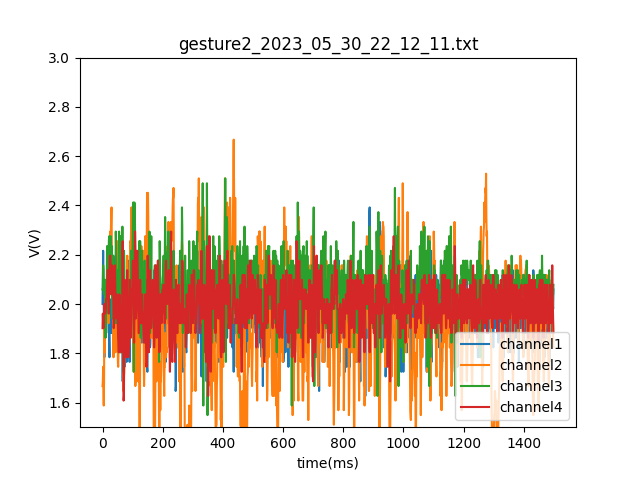 gesture2_2023_05_30_22_12_11.txt
3.0
2.8
2.6
2.4
2.2
2.0
1.8
1.6
V(V)
channel1
channel2
channel3
channel4
0 200 400 600 800 1000 1200 1400
time(ms)